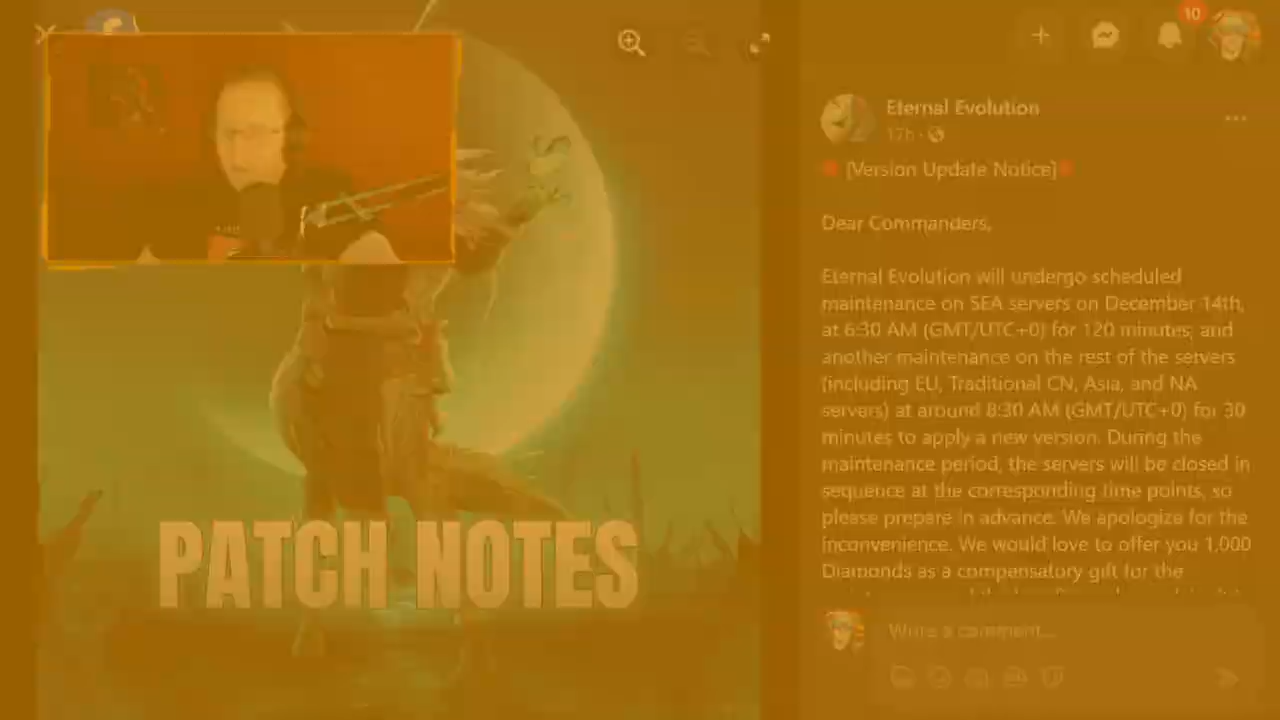 10
Eternal Evolution
17h
[Version Update Notice]
Dear Commanders,
Eternal Evolution will undergo scheduled
maintenance on SEA servers on December 14th,
at 6:30 AM (GMT/UTC+0) for 120 minutes, and
another maintenance on the rest of the servers
(including EU, Traditional CN, Asia, and NA
servers) at around 8:30 AM (GMT/UTC+0) for 30
minutes to apply a new version. During the
maintenance period, the servers will be closed in
sequence at the corresponding time points, so
please prepare in advance. We apologize for the
inconvenience. We would love to offer you 1,000
Diamonds as a compensatory gift for the
PATCH NOTES
Write a comment...